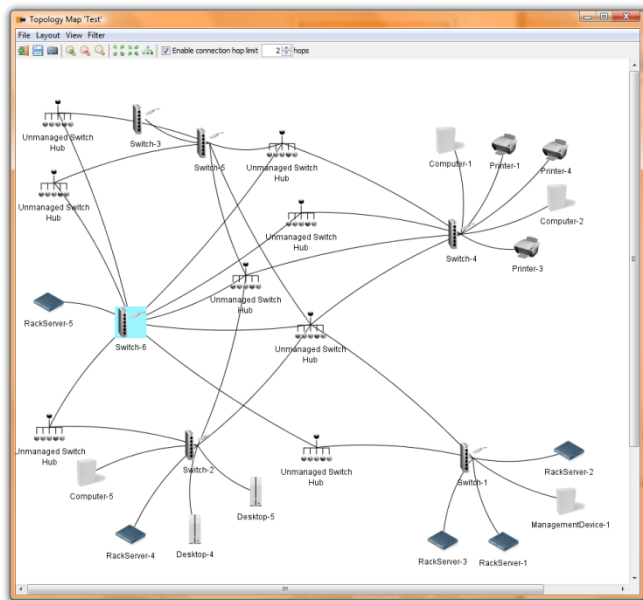 Topology Map 'Test'
File Layout View Filter
Enable connection hop limit 2 hops
Unmanaged Switch
Hub
Switch-3
Switch-5
Unmanaged Switch
Hub
Computer-1
Printer-1
Printer-4
Unmanaged Switch
Hub
Computer-2
Unmanaged Switch
Hub
Switch-4
Printer-3
Unmanaged Switch
Hub
RackServer-5
Switch-6
Unmanaged Switch
Hub
Unmanaged Switch
Hub
Switch-2
Unmanaged Switch
Hub
Switch-1
RackServer-2
Computer-5
Desktop-5
ManagementDevice-1
RackServer-4
Desktop-4
RackServer-3
RackServer-1